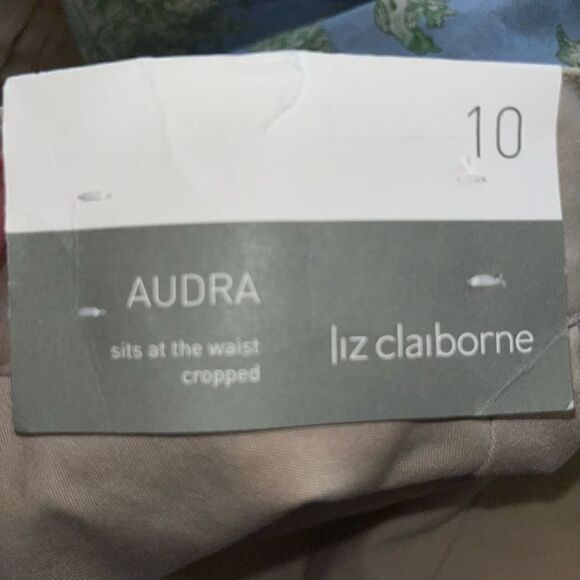 10
AUDRA
sits at the waist
cropped
liz claiborne